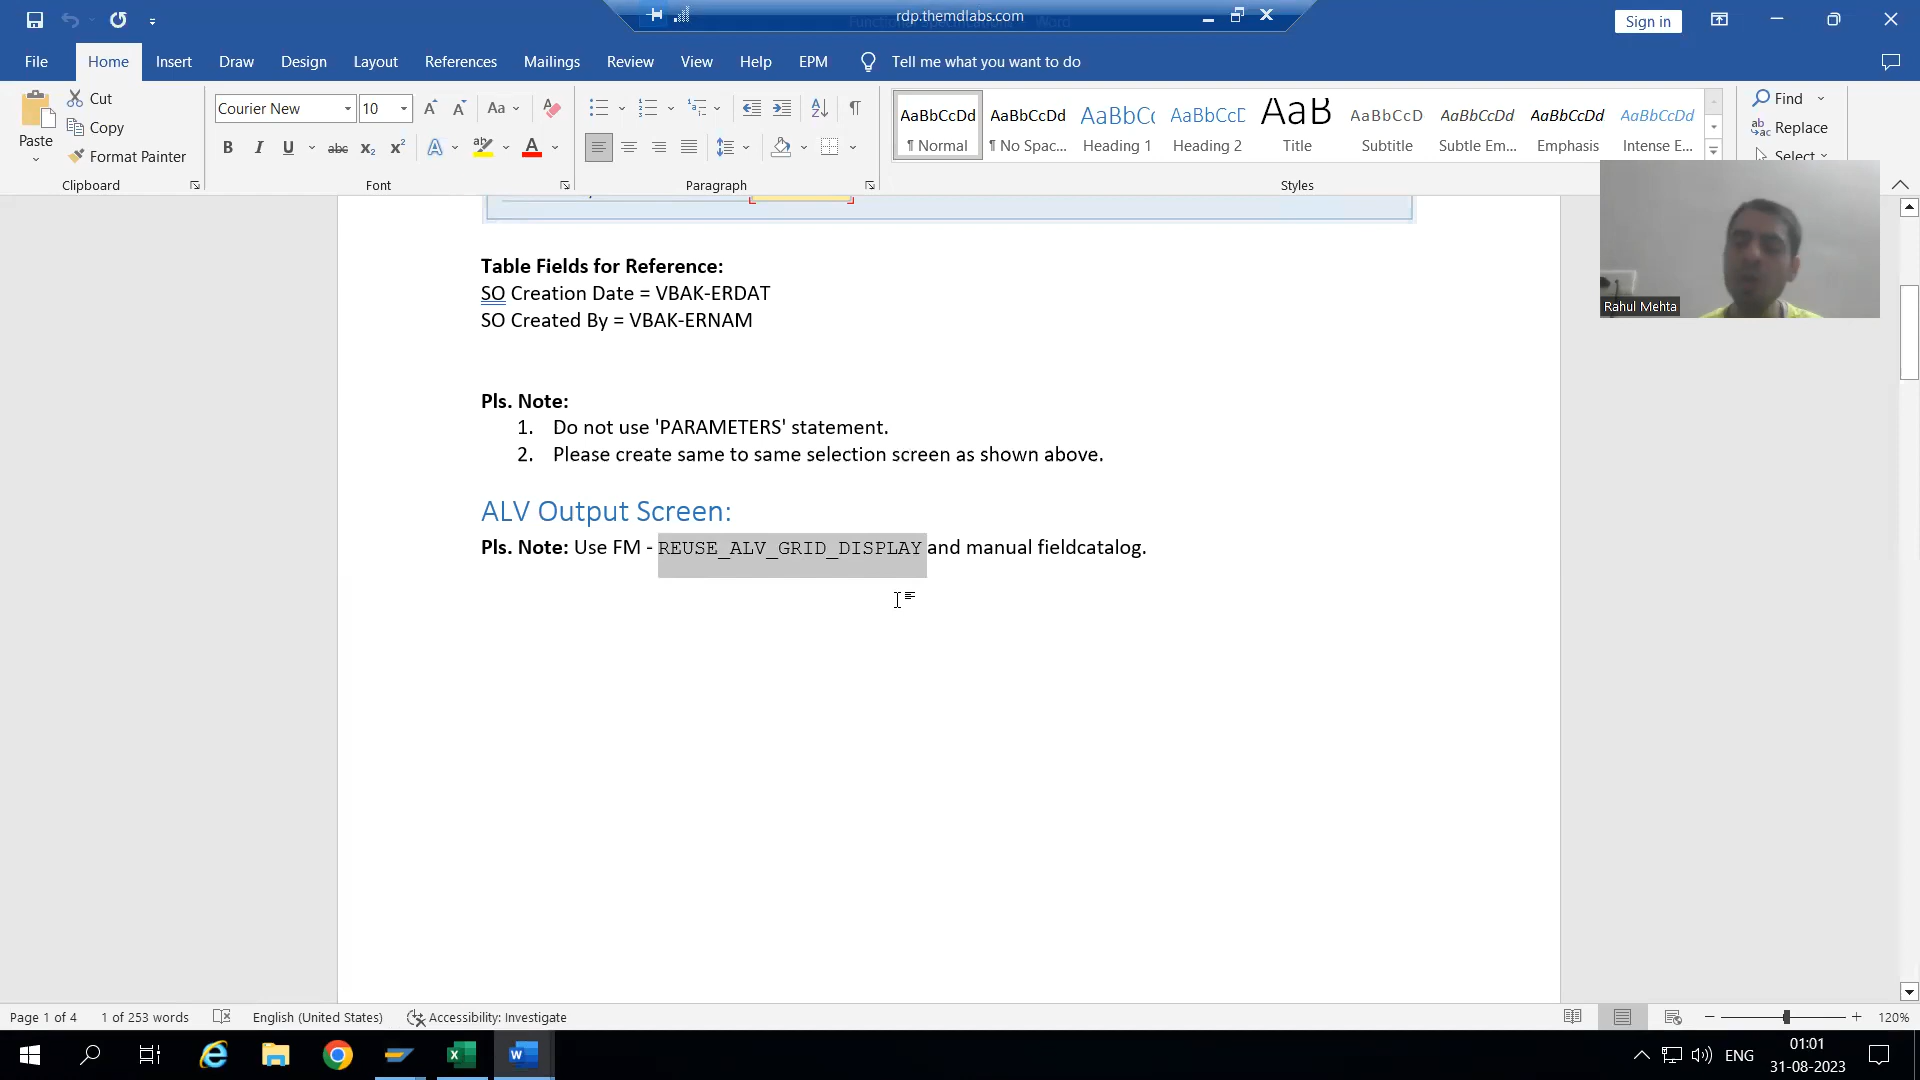 rdp.themdlabs.com
Sign in
File Home Insert Draw Design Layout References Mailings Review View Help EPM Tell me what you want to do
Cut
Copy
Format Painter
Paste
Clipboard
Courier New 10
Font
Paragraph
AaBbCcDd AaBbCcDd AaBbC AaBbCcD AaB AaBbCcD AaBbCcDd AaBbCcDd AaBbCcDd
¶ Normal ¶ No Spac... Heading 1 Heading 2 Title Subtitle Subtle Em... Emphasis Intense E...
Styles
Find
Replace
Select
Rahul Mehta
Table Fields for Reference:
SO Creation Date = VBAK-ERDAT
SO Created By = VBAK-ERNAM
Pls. Note:
1. Do not use 'PARAMETERS' statement.
2. Please create same to same selection screen as shown above.
ALV Output Screen:
Pls. Note: Use FM - REUSE_ALV_GRID_DISPLAY and manual fieldcatalog.
Page 1 of 4 1 of 253 words English (United States) Accessibility: Investigate 120%
ENG
01:01
31-08-2023